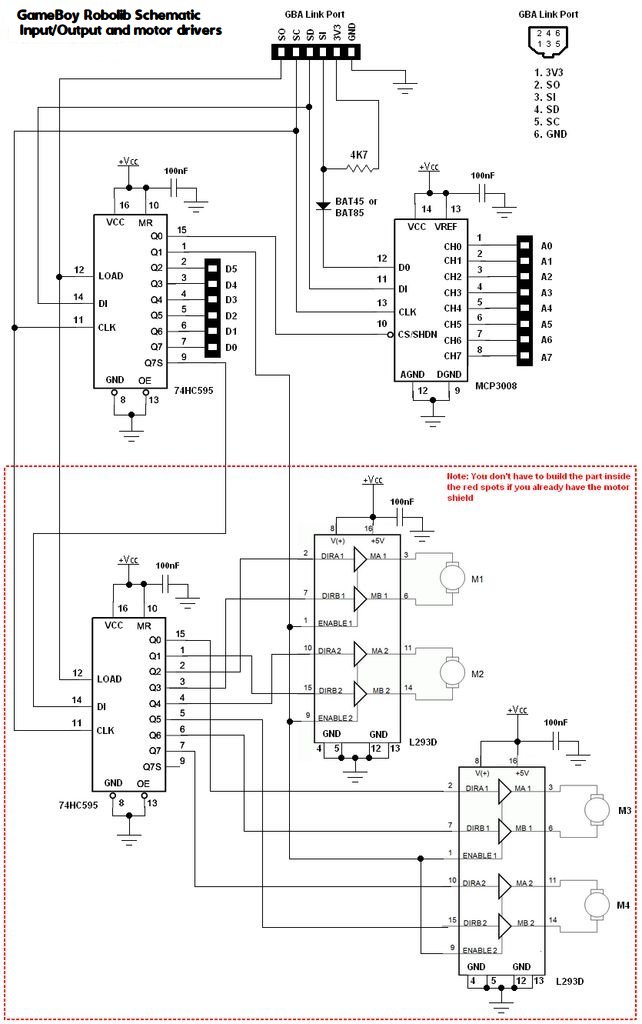 GameBoy Robolib Schematic
Input/Output and motor drivers
GBA Link Port
SO SC SD SI 3V3 GND
GBA Link Port
2 4 6
1 3 5
1. 3V3
2. SO
3. SI
4. SD
5. SC
6. GND
4K7
BAT45 or
BAT85
+Vcc
100nF
16 10
VCC MR
Q0 15
Q1 1
Q2 2 D5
Q3 3 D4
Q4 4 D3
Q5 5 D2
Q6 6 D1
Q7 7 D0
Q7S 9
12 LOAD
14 DI
11 CLK
GND OE
8 13
74HC595
+Vcc
100nF
14 13
VCC VREF
CH0 1 A0
CH1 2 A1
CH2 3 A2
CH3 4 A3
CH4 5 A4
CH5 6 A5
CH6 7 A6
CH7 8 A7
12 D0
11 DI
13 CLK
10 CS/SHDN
AGND DGND
12 9
MCP3008
Note: You don't have to build the part inside
the red spots if you already have the motor
shield
+Vcc
100nF
8 16
V(+) +5V
2 DIRA 1 MA 1 3
7 DIRB 1 MB 1 6
M1
1 ENABLE 1
10 DIRA 2 MA 2 11
15 DIRB 2 MB 2 14
M2
9 ENABLE 2
GND GND
4 5 12 13
L293D
+Vcc
100nF
16 10
VCC MR
Q0 15
Q1 1
Q2 2
Q3 3
Q4 4
Q5 5
Q6 6
Q7 7
Q7S 9
12 LOAD
14 DI
11 CLK
GND OE
8 13
74HC595
+Vcc
100nF
8 16
V(+) +5V
2 DIRA 1 MA 1 3
7 DIRB 1 MB 1 6
M3
1 ENABLE 1
10 DIRA 2 MA 2 11
15 DIRB 2 MB 2 14
M4
9 ENABLE 2
GND GND
4 5 12 13
L293D